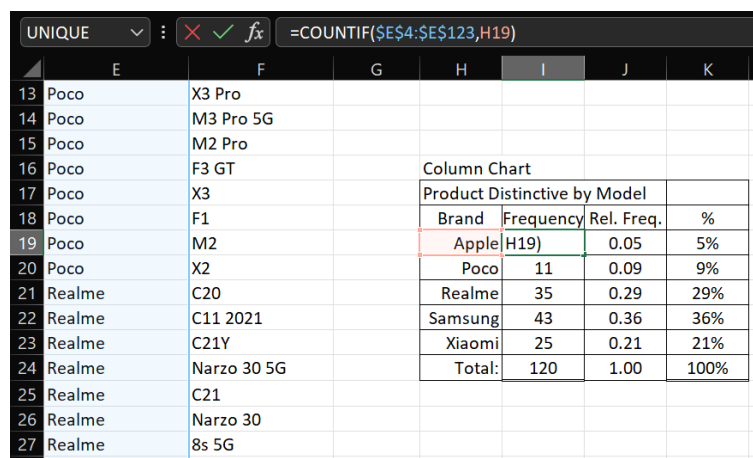 UNIQUE fx =COUNTIF($E$4:$E$123,H19)
E F G H I J K
13 Poco X3 Pro
14 Poco M3 Pro 5G
15 Poco M2 Pro
16 Poco F3 GT Column Chart
17 Poco X3 Product Distinctive by Model
18 Poco F1 Brand Frequency Rel. Freq. %
19 Poco M2 Apple H19) 0.05 5%
20 Poco X2 Poco 11 0.09 9%
21 Realme C20 Realme 35 0.29 29%
22 Realme C11 2021 Samsung 43 0.36 36%
23 Realme C21Y Xiaomi 25 0.21 21%
24 Realme Narzo 30 5G Total: 120 1.00 100%
25 Realme C21
26 Realme Narzo 30
27 Realme 8s 5G